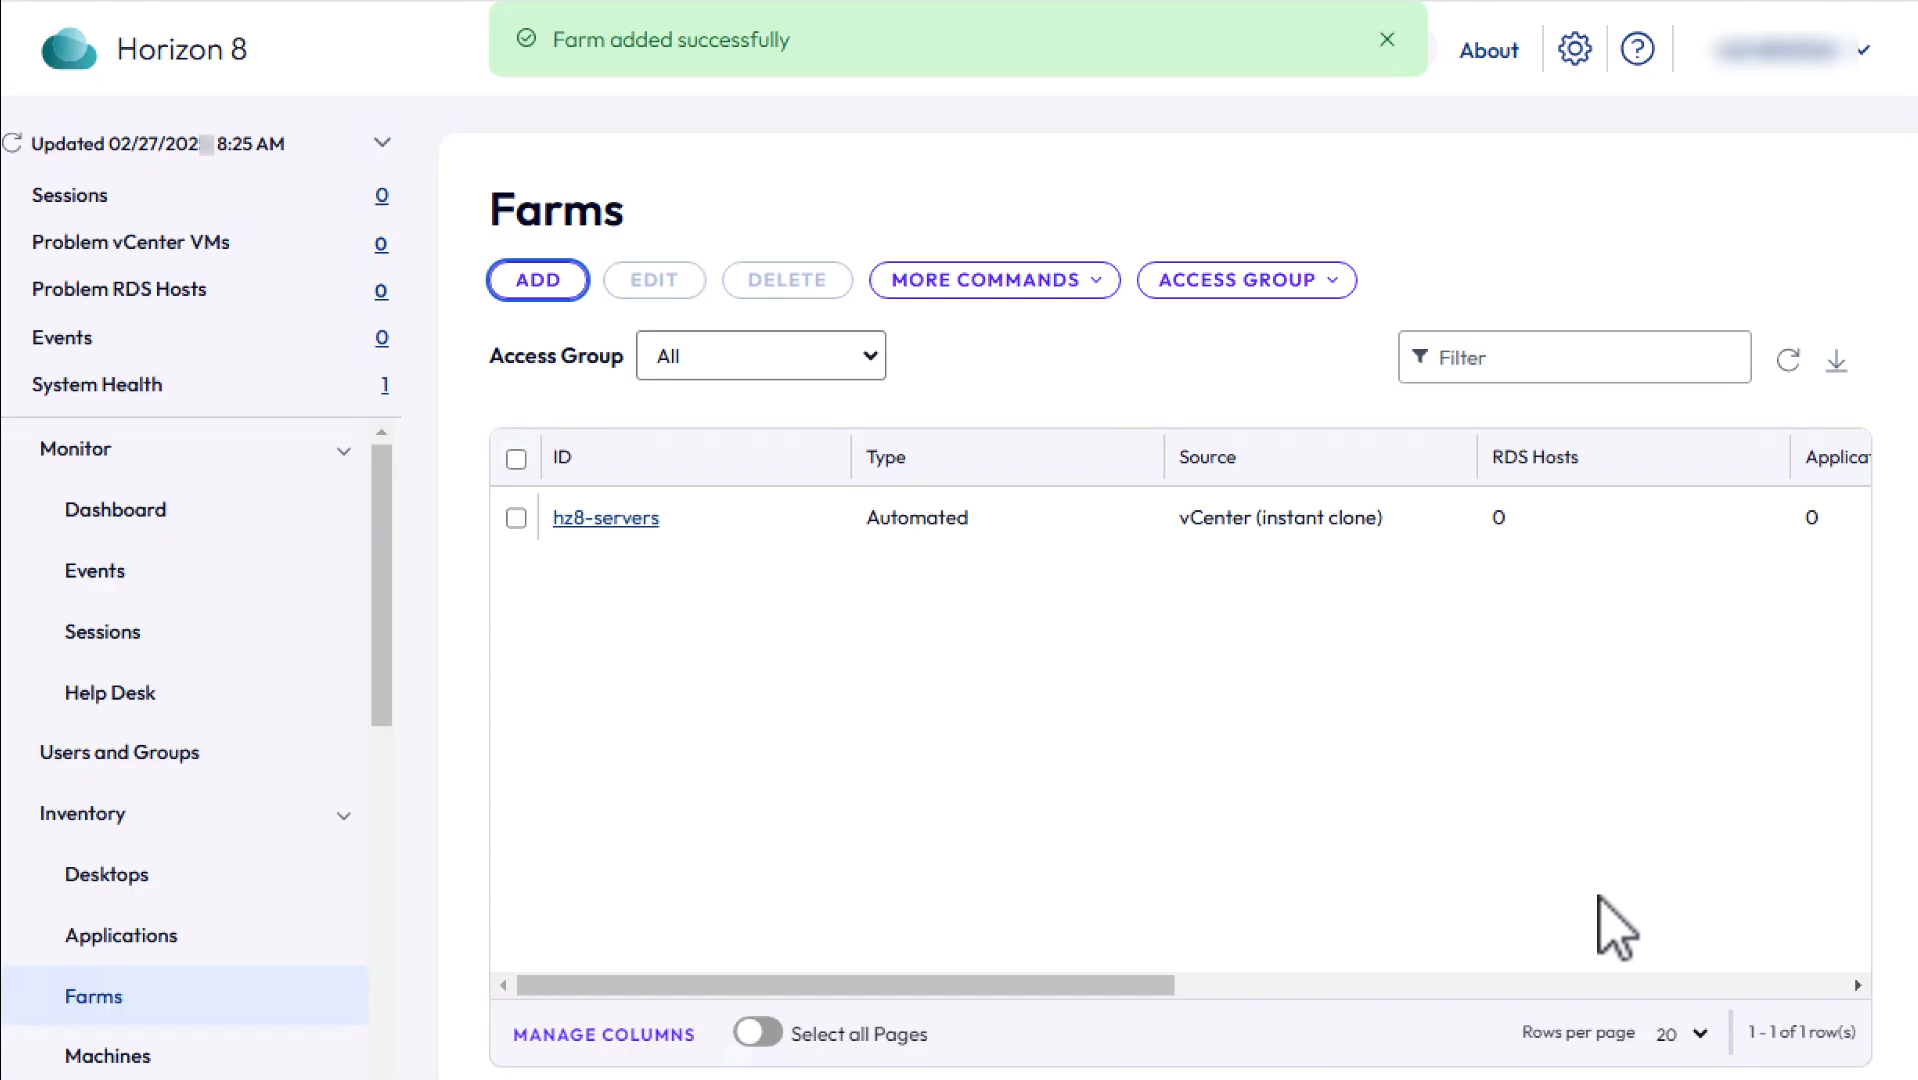 Horizon 8
Farm added successfully
About
Updated 02/27/202 8:25 AM
Sessions 0
Problem vCenter VMs 0
Problem RDS Hosts 0
Events 0
System Health 1
Monitor
Dashboard
Events
Sessions
Help Desk
Users and Groups
Inventory
Desktops
Applications
Farms
Machines
Farms
ADD EDIT DELETE MORE COMMANDS ACCESS GROUP
Access Group All Filter
ID Type Source RDS Hosts Applica
hz8-servers Automated vCenter (instant clone) 0 0
MANAGE COLUMNS Select all Pages Rows per page 20 1 - 1 of 1 row(s)